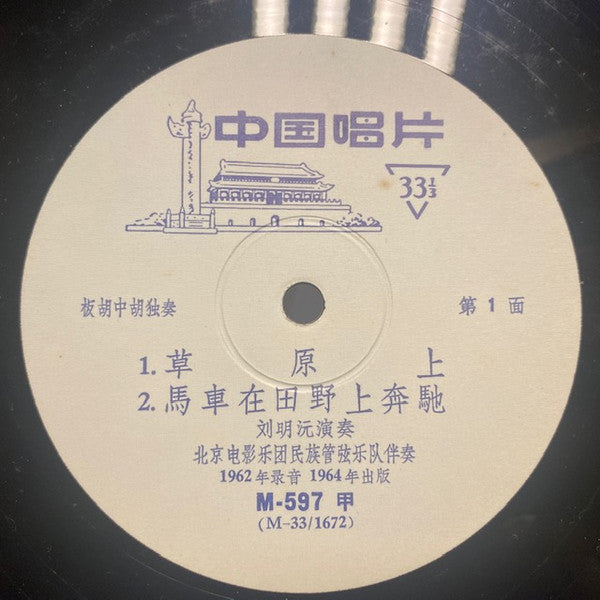 中国唱片
33⅓
板胡中胡独奏
第1面
1. 草原上
2. 馬車在田野上奔馳
刘明沅演奏
北京电影乐团民族管弦乐队伴奏
1962年录音 1964年出版
M-597 甲
(M-33/1672)